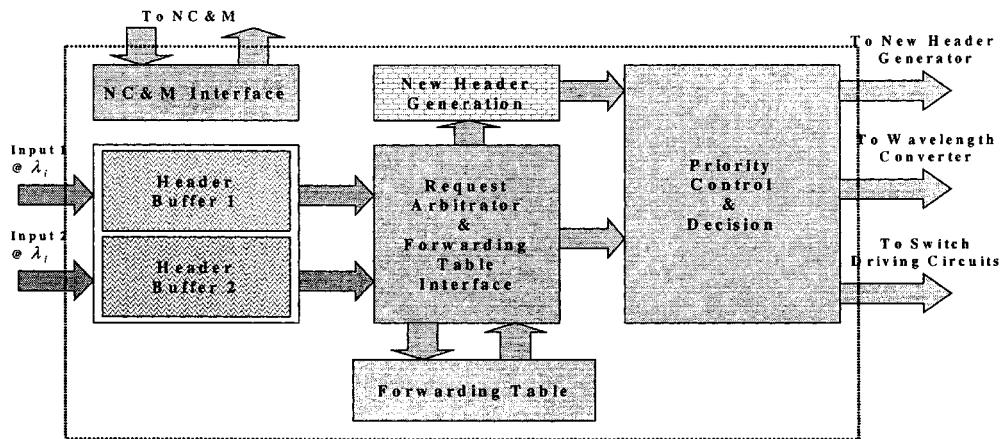 To NC&M
To New Header
Generator
NC&M Interface
New Header
Generation
Input 1
@ λi
Header
Buffer 1
Request
Arbitrator
&
Forwarding
Table
Interface
Priority
Control
&
Decision
To Wavelength
Converter
Input 2
@ λi
Header
Buffer 2
To Switch
Driving Circuits
Forwarding Table